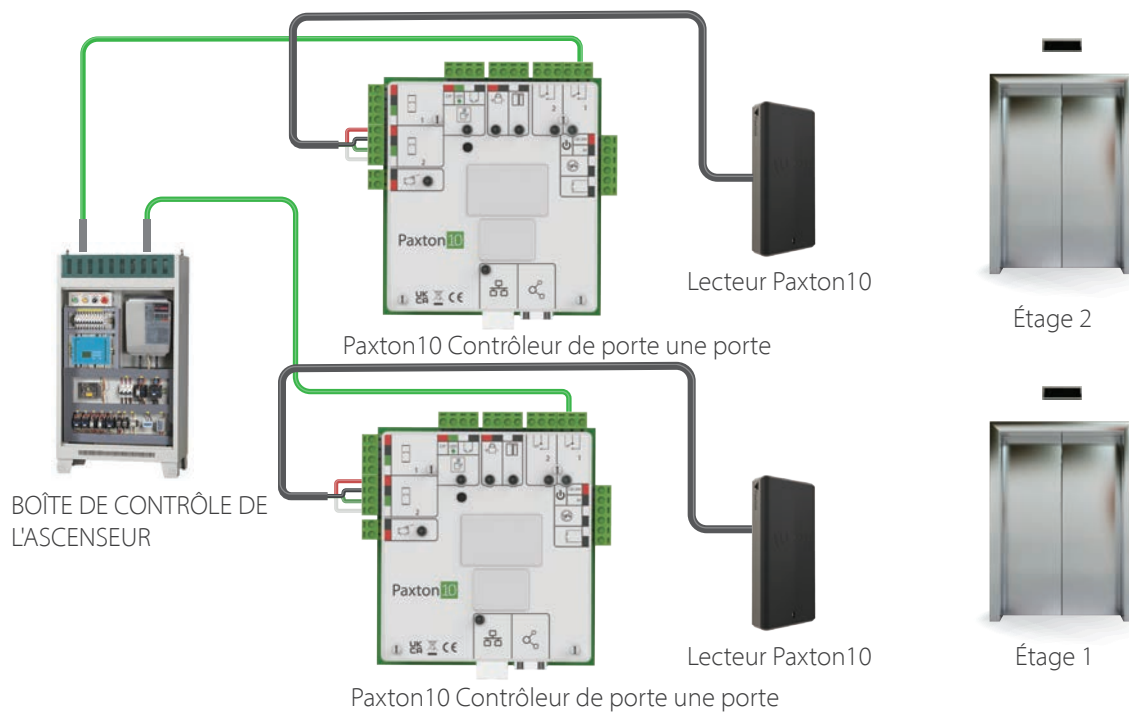 Paxton10
Lecteur Paxton10
Étage 2
Paxton10 Contrôleur de porte une porte
BOÎTE DE CONTRÔLE DE
L'ASCENSEUR
Paxton10
Lecteur Paxton10
Étage 1
Paxton10 Contrôleur de porte une porte